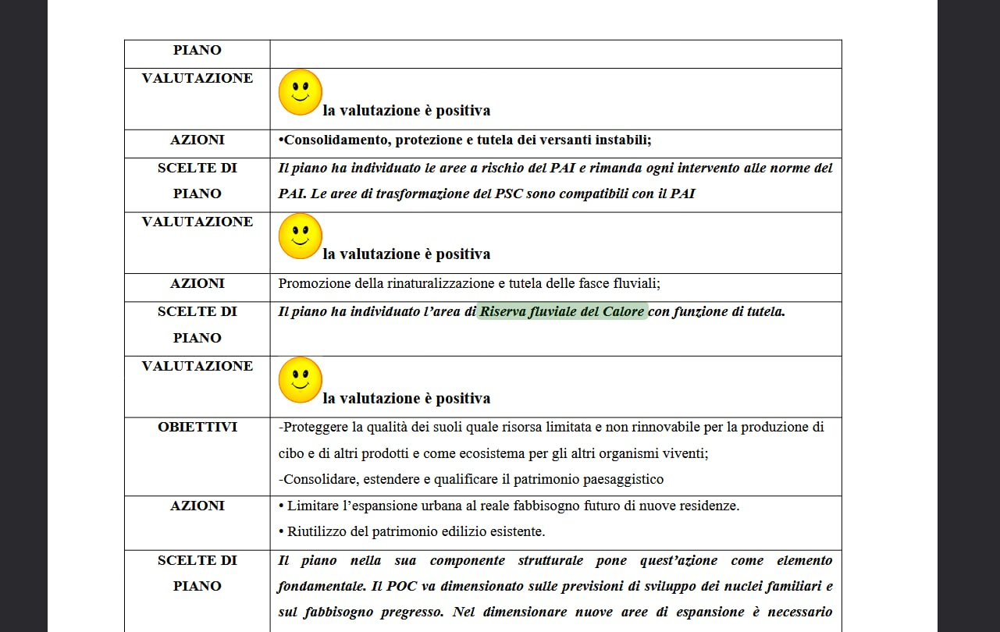 PIANO
VALUTAZIONE
la valutazione è positiva
AZIONI
•Consolidamento, protezione e tutela dei versanti instabili;
SCELTE DI
PIANO
Il piano ha individuato le aree a rischio del PAI e rimanda ogni intervento alle norme del
PAI. Le aree di trasformazione del PSC sono compatibili con il PAI
VALUTAZIONE
la valutazione è positiva
AZIONI
Promozione della rinaturalizzazione e tutela delle fasce fluviali;
SCELTE DI
PIANO
Il piano ha individuato l’area di Riserva fluviale del Calore con funzione di tutela.
VALUTAZIONE
la valutazione è positiva
OBIETTIVI
-Proteggere la qualità dei suoli quale risorsa limitata e non rinnovabile per la produzione di
cibo e di altri prodotti e come ecosistema per gli altri organismi viventi;
-Consolidare, estendere e qualificare il patrimonio paesaggistico
AZIONI
• Limitare l’espansione urbana al reale fabbisogno futuro di nuove residenze.
• Riutilizzo del patrimonio edilizio esistente.
SCELTE DI
PIANO
Il piano nella sua componente strutturale pone quest’azione come elemento
fondamentale. Il POC va dimensionato sulle previsioni di sviluppo dei nuclei familiari e
sul fabbisogno pregresso. Nel dimensionare nuove aree di espansione è necessario